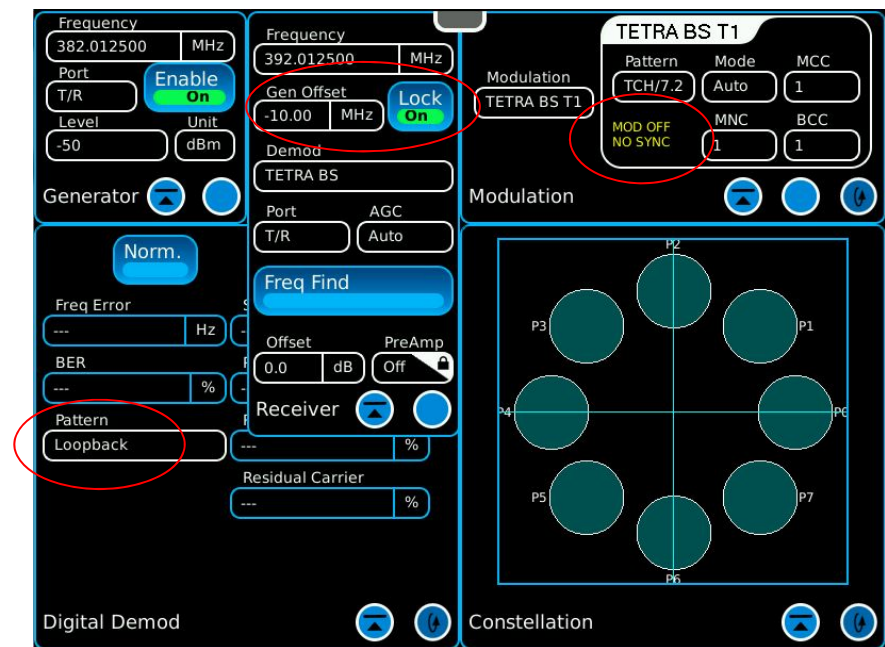 Frequency
382.012500 MHz
Port
T/R
Enable
On
Level Unit
-50 dBm
Generator
Frequency
392.012500 MHz
Gen Offset
-10.00 MHz
Lock
On
Demod
TETRA BS
Port AGC
T/R Auto
Freq Find
Offset PreAmp
0.0 dB Off
Receiver
Modulation
TETRA BS T1
TETRA BS T1
Pattern Mode MCC
TCH/7.2 Auto 1
MOD OFF
NO SYNC
MNC BCC
1 1
Modulation
Norm.
Freq Error
--- Hz
BER
--- %
Pattern
Loopback
--- %
Residual Carrier
--- %
Digital Demod
P2
P3 P1
P4 P6
P5 P7
P6
Constellation